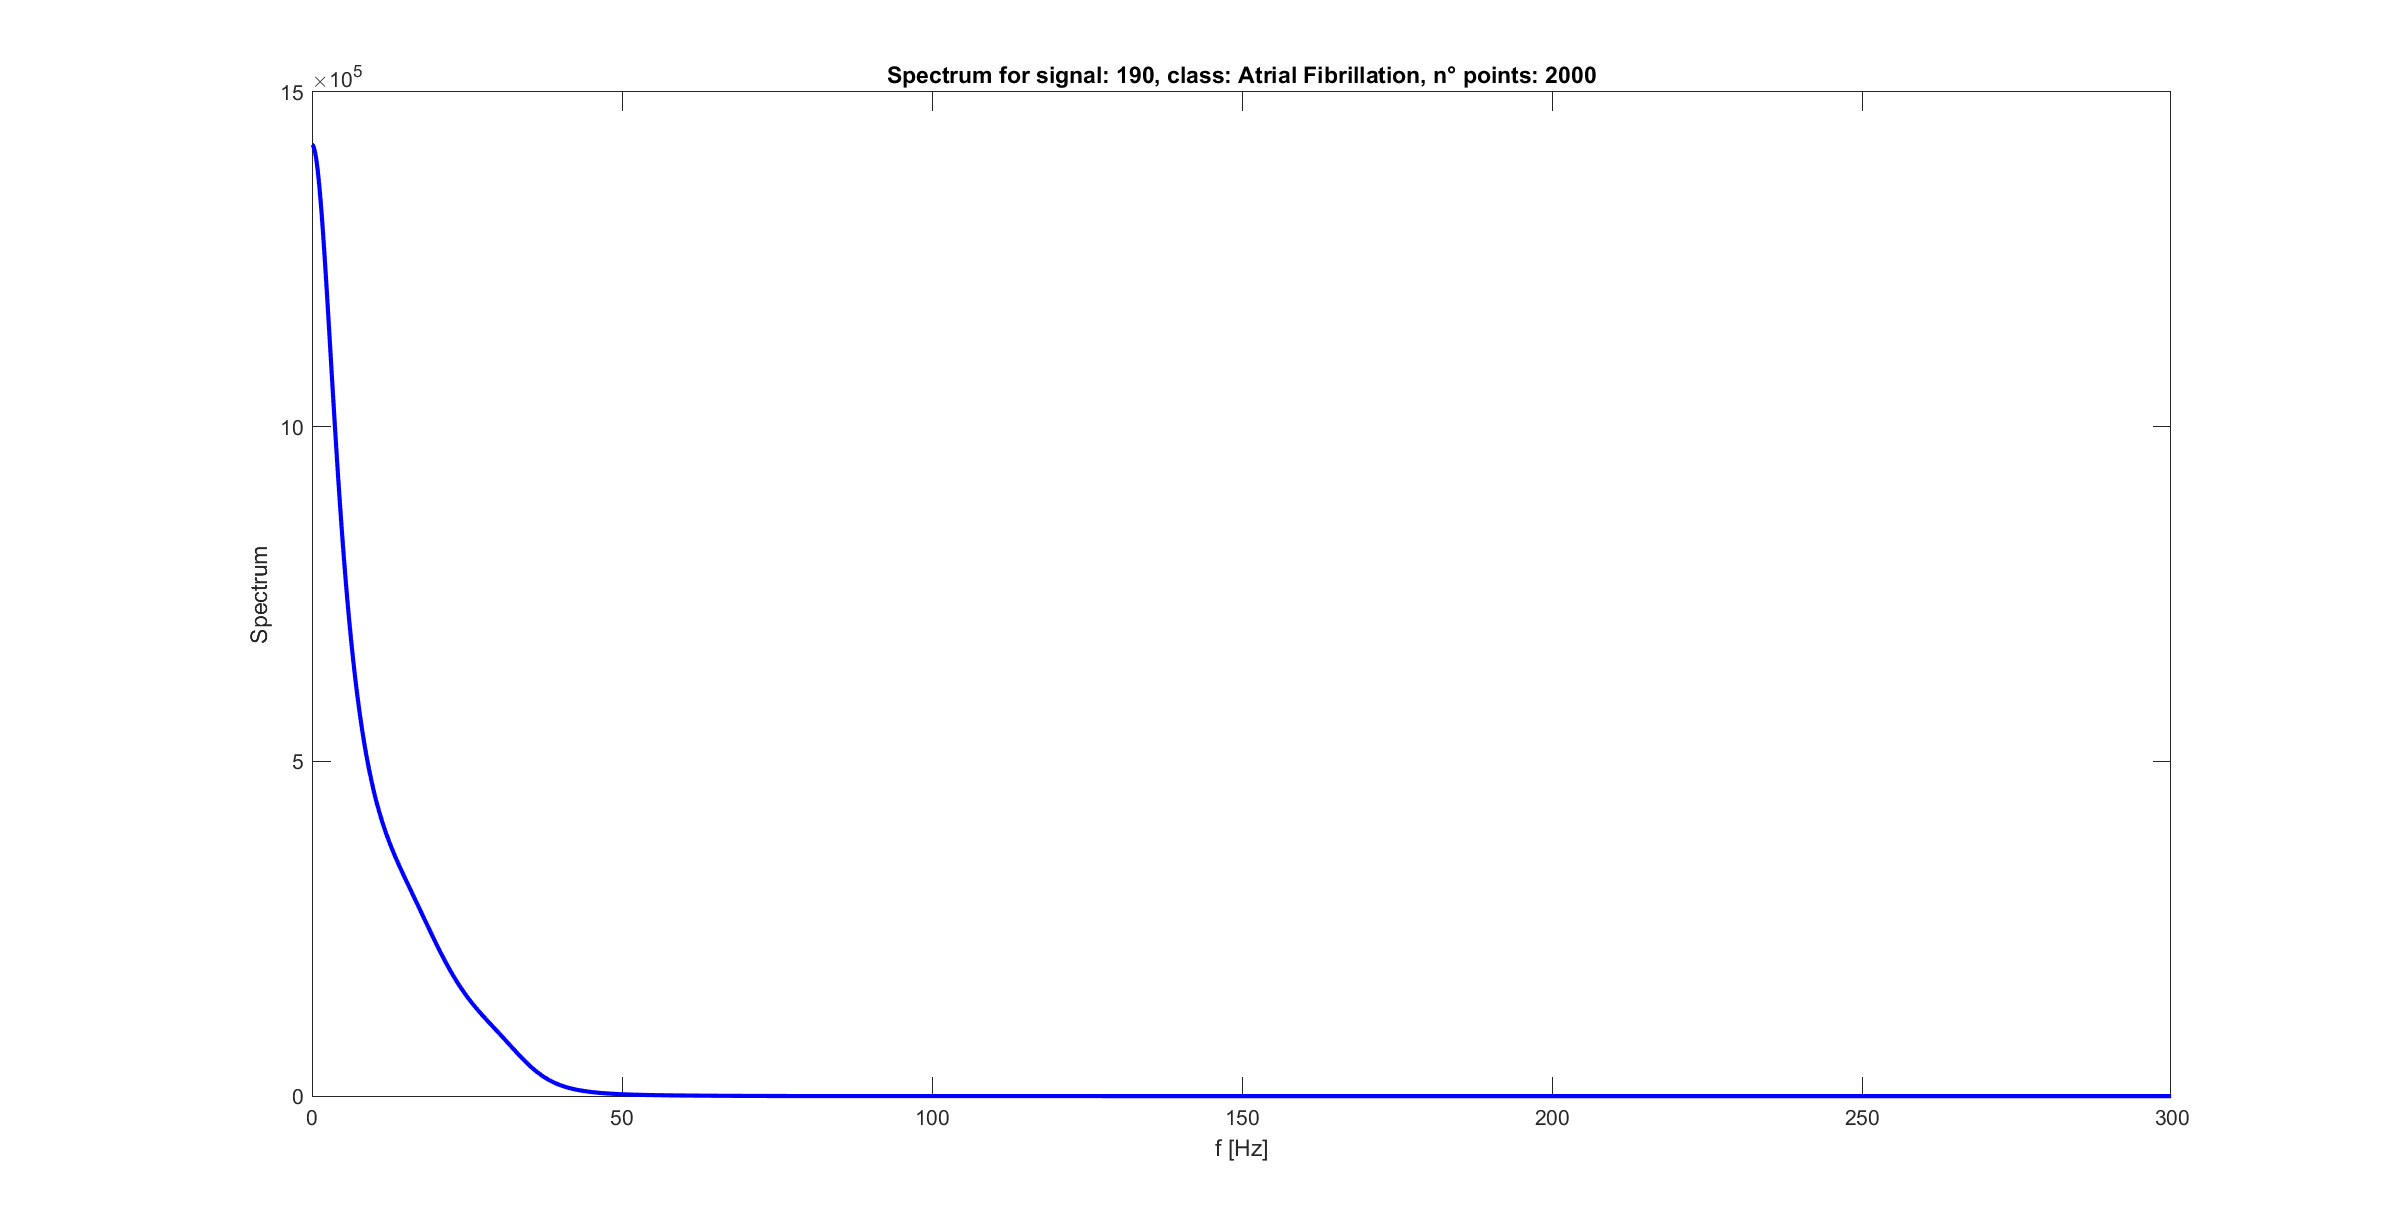 Spectrum for signal: 190, class: Atrial Fibrillation, n° points: 2000
×10^5
15
10
5
0
Spectrum
0 50 100 150 200 250 300
f [Hz]